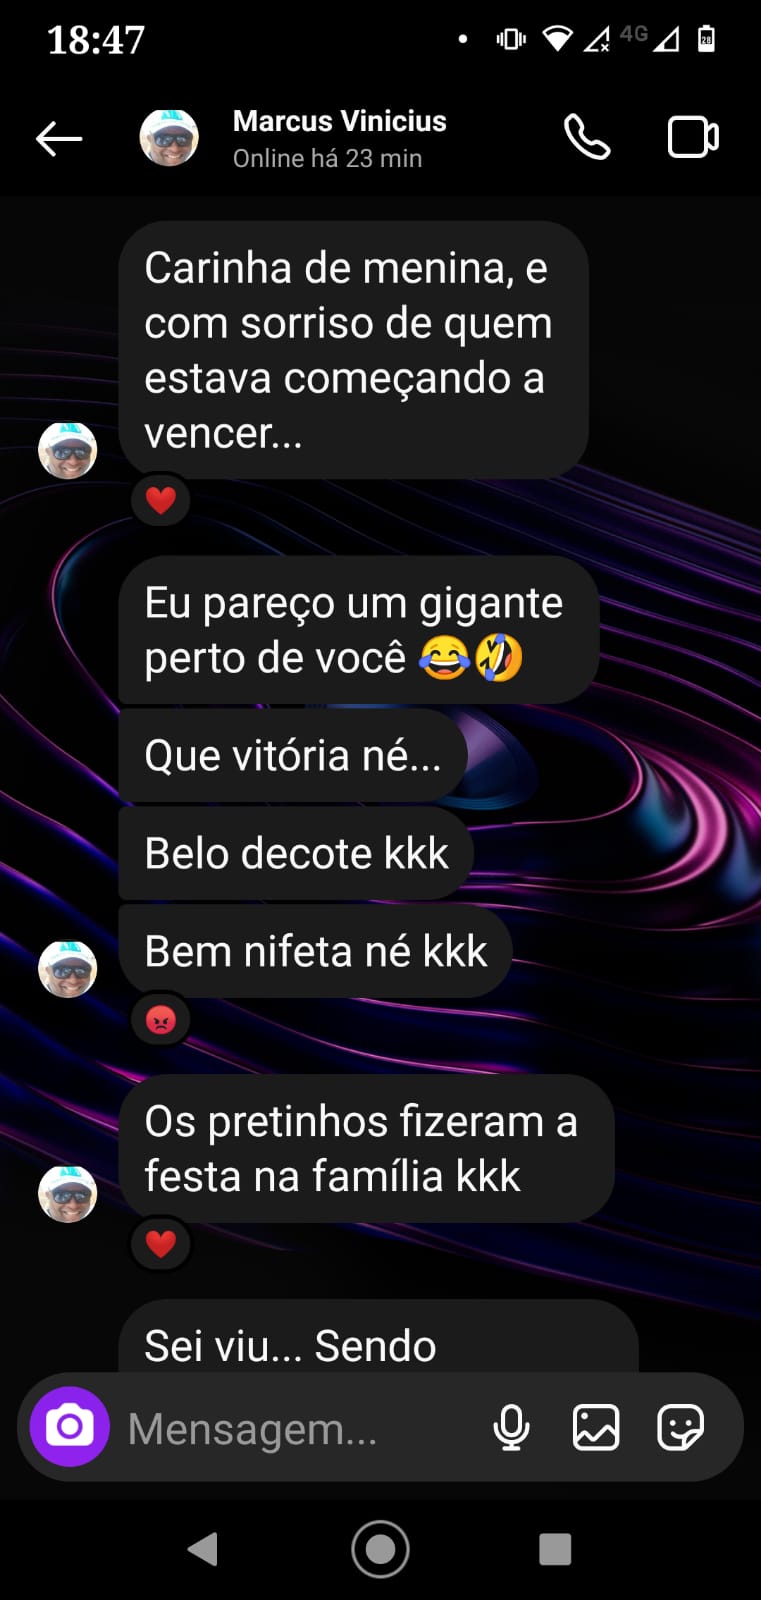 18:47
4G
28
Marcus Vinicius
Online há 23 min
Carinha de menina, e
com sorriso de quem
estava começando a
vencer...
Eu pareço um gigante
perto de você 😂🤣
Que vitória né...
Belo decote kkk
Bem nifeta né kkk
Os pretinhos fizeram a
festa na família kkk
Sei viu... Sendo
Mensagem...